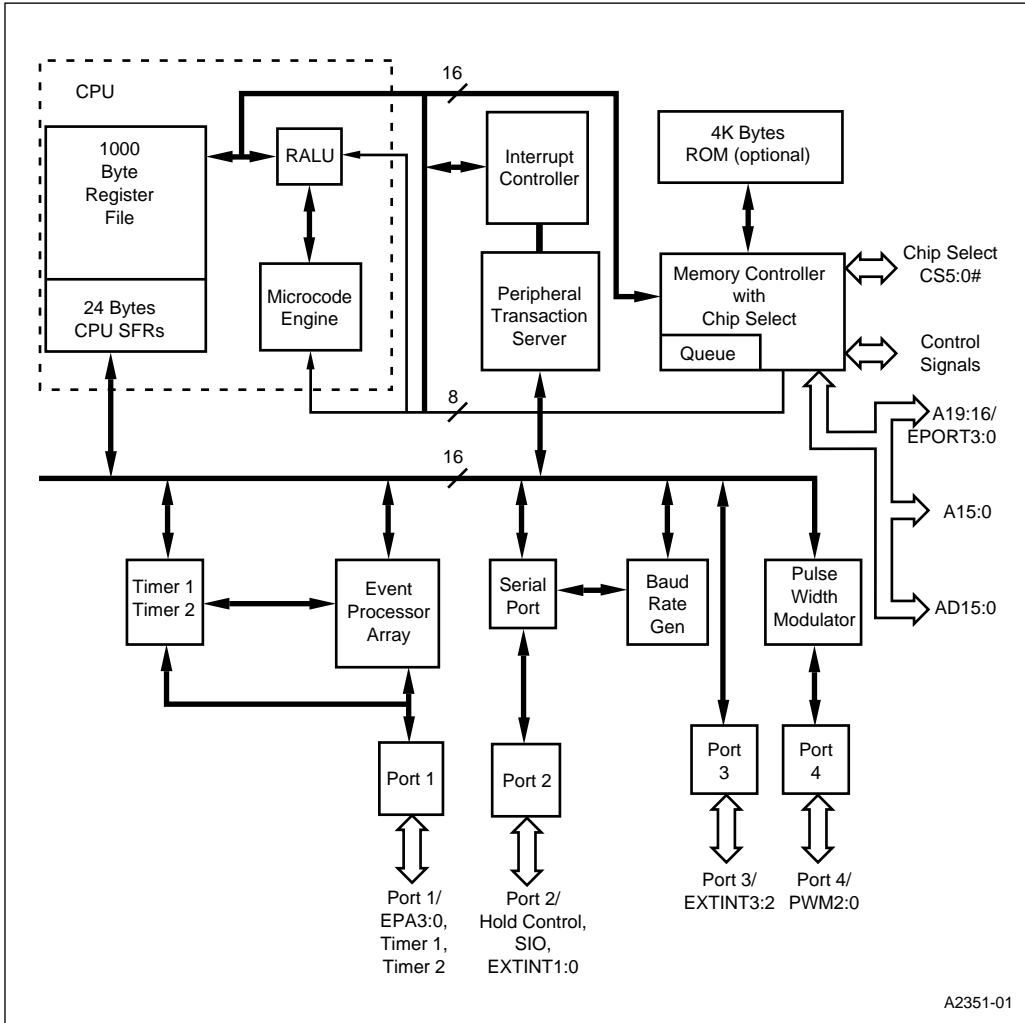 16
CPU
1000
Byte
Register
File
24 Bytes
CPU SFRs
RALU
Microcode
Engine
Interrupt
Controller
Peripheral
Transaction
Server
4K Bytes
ROM (optional)
Memory Controller
with
Chip Select
Queue
Chip Select
CS5:0#
Control
Signals
8
A19:16/
EPORT3:0
A15:0
AD15:0
16
Timer 1
Timer 2
Event
Processor
Array
Serial
Port
Baud
Rate
Gen
Pulse
Width
Modulator
Port 1
Port 2
Port
3
Port
4
Port 1/
EPA3:0,
Timer 1,
Timer 2
Port 2/
Hold Control,
SIO,
EXTINT1:0
Port 3/
EXTINT3:2
Port 4/
PWM2:0
A2351-01